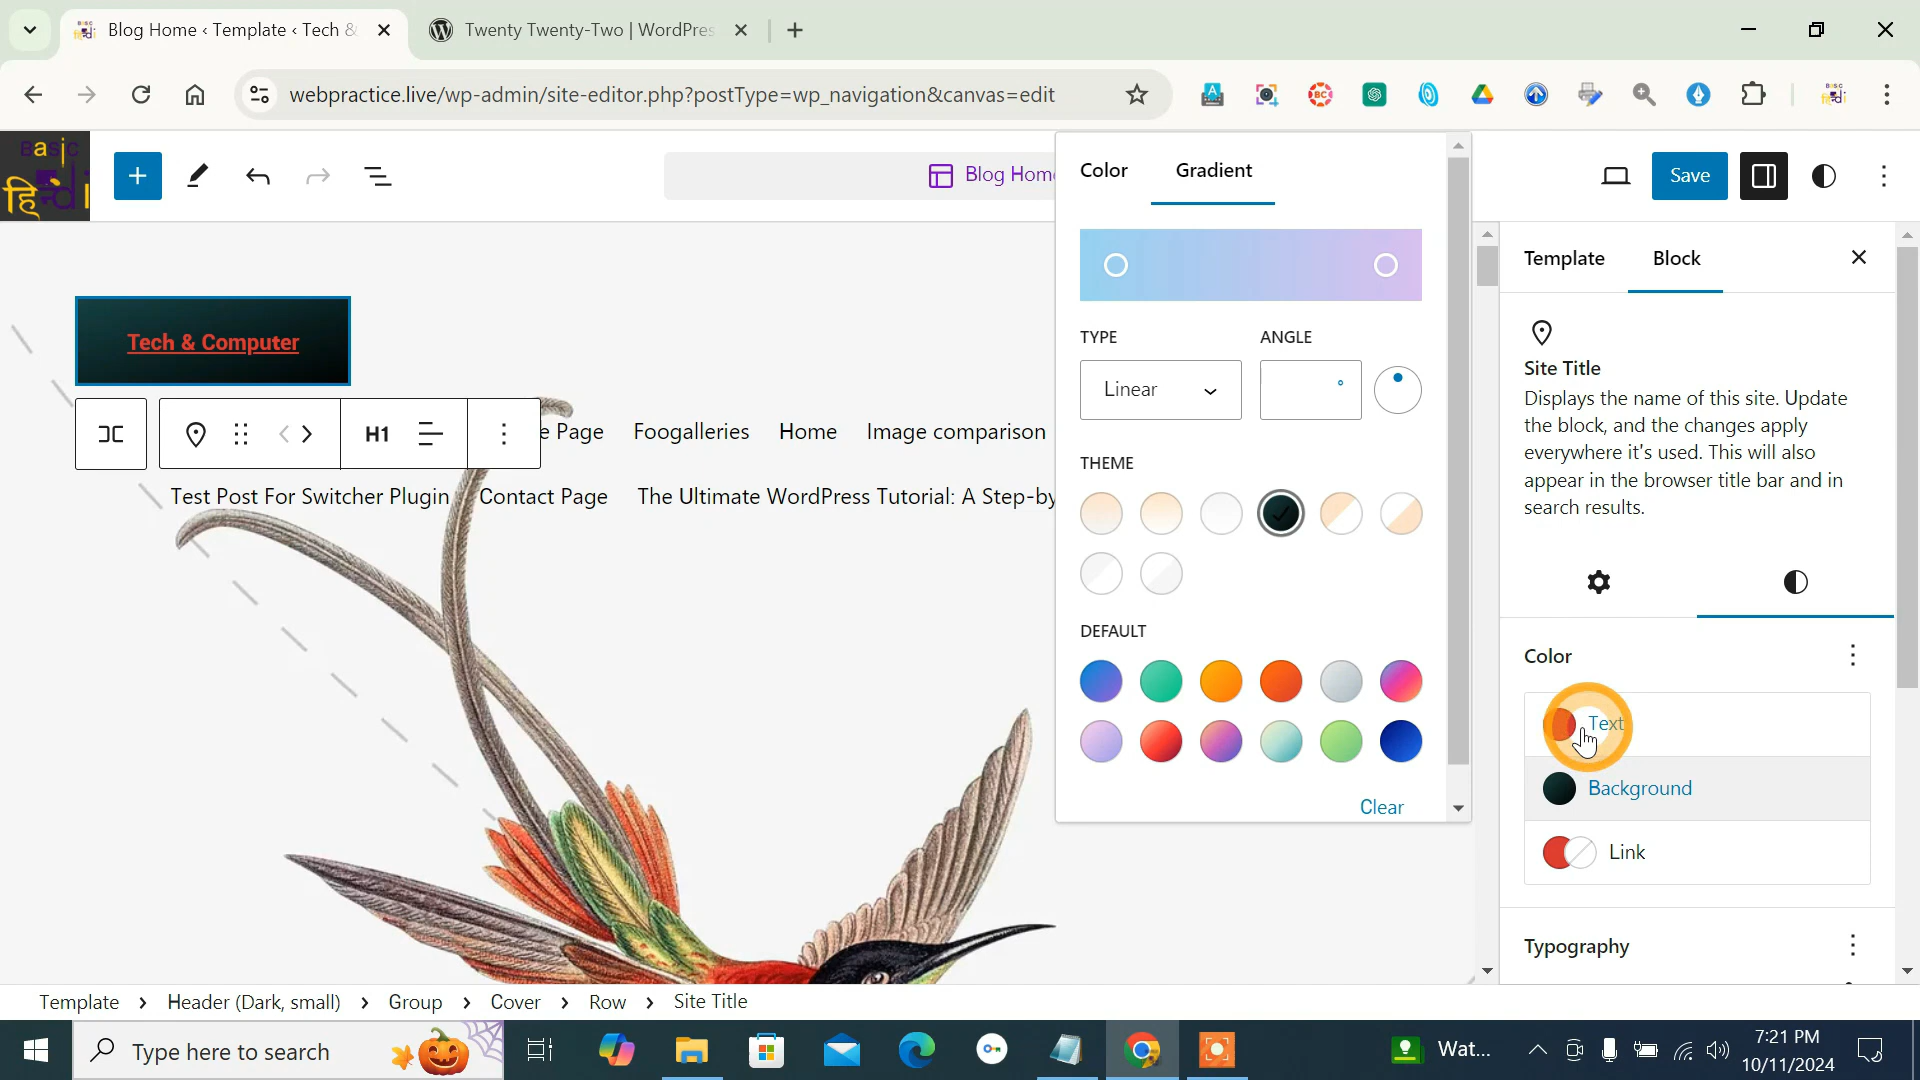 Blog Home ‹ Template ‹ Tech &
Twenty Twenty-Two | WordPres
webpractice.live/wp-admin/site-editor.php?postType=wp_navigation&canvas=edit
BC
Basic
हिन्दी
Blog Home
Save
Color
Gradient
TYPE
ANGLE
Linear
°
THEME
DEFAULT
Clear
Template
Block
Site Title
Displays the name of this site. Update
the block, and the changes apply
everywhere it's used. This will also
appear in the browser title bar and in
search results.
Color
Text
Background
Link
Typography
Tech & Computer
H1
e Page
Foogalleries
Home
Image comparison
Test Post For Switcher Plugin
Contact Page
The Ultimate WordPress Tutorial: A Step-by
Template › Header (Dark, small) › Group › Cover › Row › Site Title
Type here to search
Wat...
7:21 PM
10/11/2024